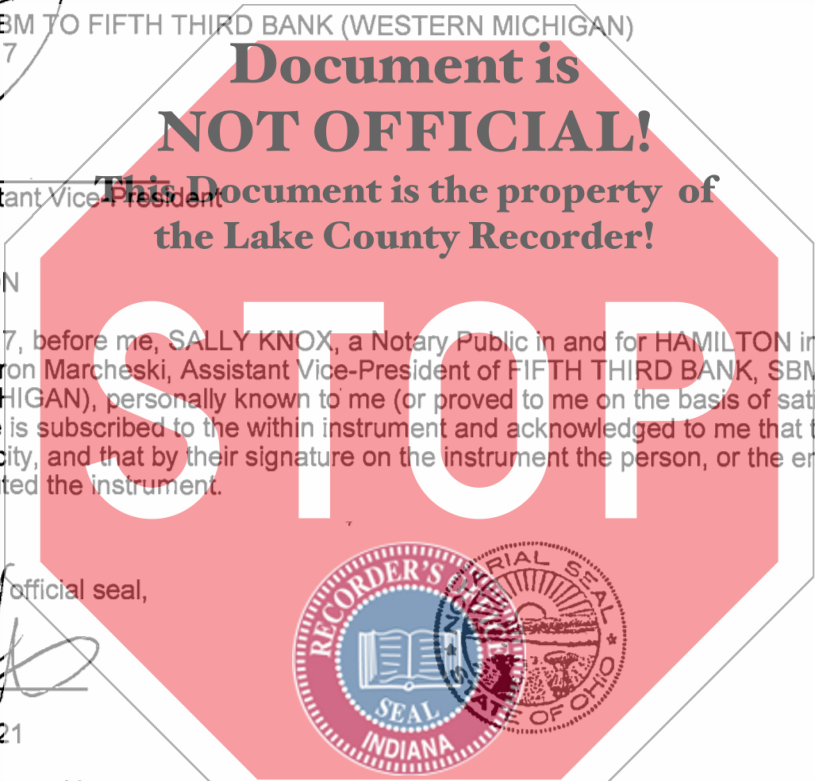 BM TO FIFTH THIRD BANK (WESTERN MICHIGAN)
7
Document is
NOT OFFICIAL!
tant Vice-President
This Document is the property of
the Lake County Recorder!
N
STOP
7, before me, SALLY KNOX, a Notary Public in and for HAMILTON in
ron Marcheski, Assistant Vice-President of FIFTH THIRD BANK, SBM
HIGAN), personally known to me (or proved to me on the basis of sati
e is subscribed to the within instrument and acknowledged to me that t
city, and that by their signature on the instrument the person, or the en
ted the instrument.
official seal,
RECORDER'S OFFICE
SEAL
INDIANA
NOTARIAL SEAL
STATE OF OHIO
21